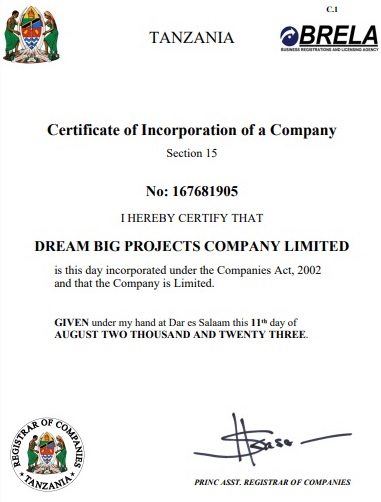 C.1
TANZANIA
BRELA
BUSINESS REGISTRATIONS AND LICENSING AGENCY
Certificate of Incorporation of a Company
Section 15
No: 167681905
I HEREBY CERTIFY THAT
DREAM BIG PROJECTS COMPANY LIMITED
is this day incorporated under the Companies Act, 2002
and that the Company is Limited.
GIVEN under my hand at Dar es Salaam this 11th day of
AUGUST TWO THOUSAND AND TWENTY THREE.
REGISTRAR OF COMPANIES
TANZANIA
PRINC ASST. REGISTRAR OF COMPANIES